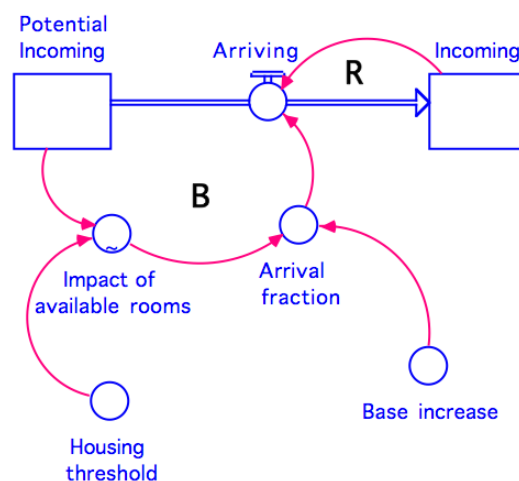 Potential
Incoming
Arriving
Incoming
R
B
Impact of
available rooms
Arrival
fraction
Housing
threshold
Base increase